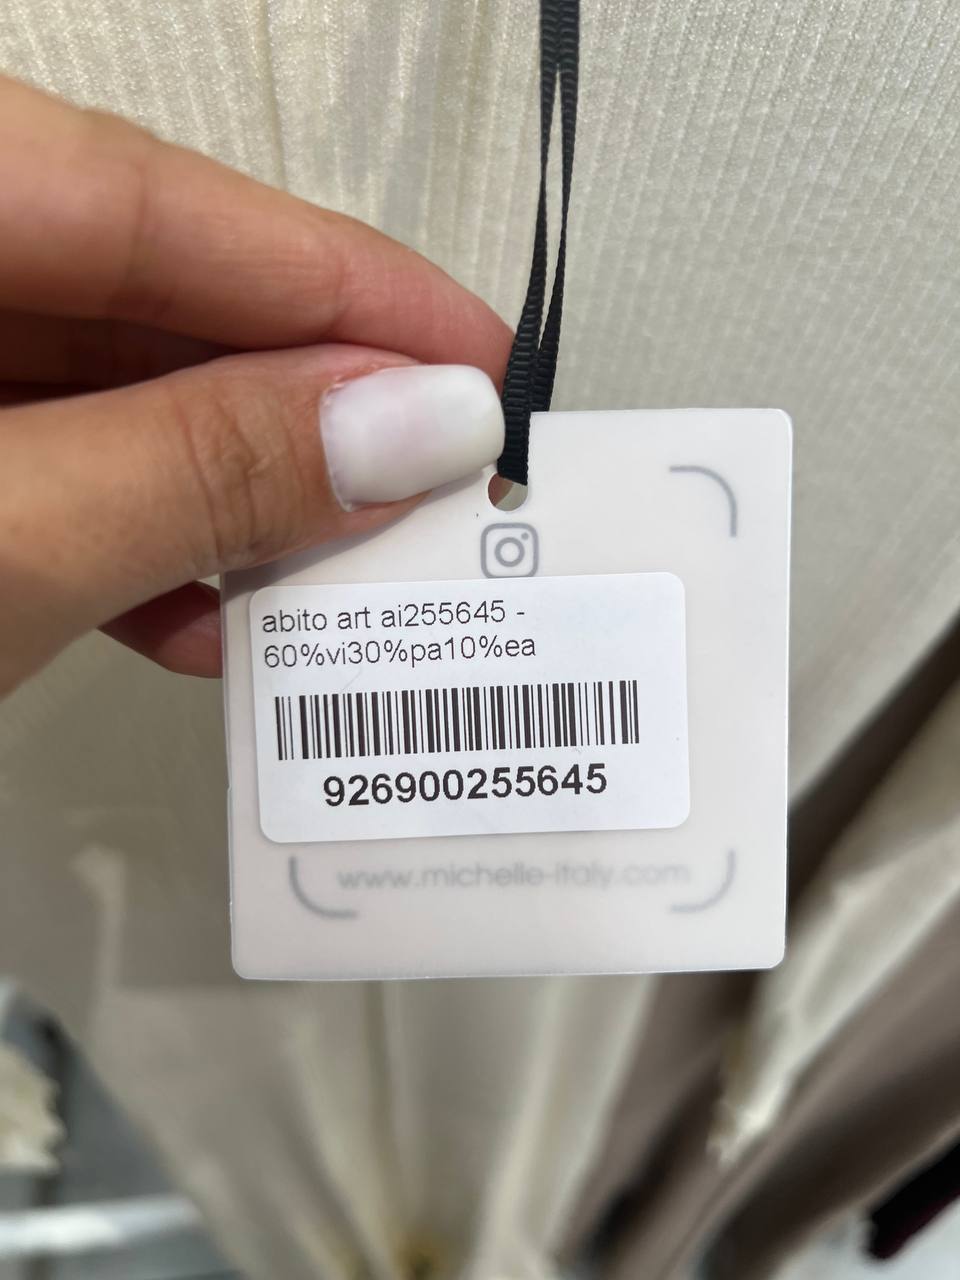 abito art ai255645 -
60%vi30%pa10%ea
926900255645
www.michelle-italy.com